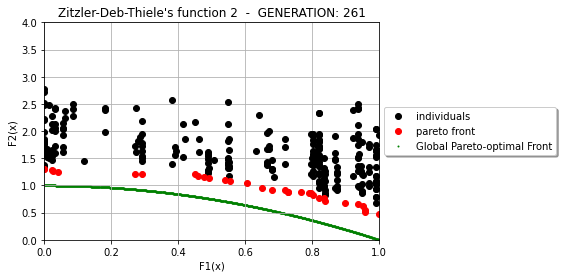 Zitzler-Deb-Thiele's function 2 - GENERATION: 261
4.0
3.5
3.0
2.5
2.0
1.5
1.0
0.5
0.0
F2(x)
0.0 0.2 0.4 0.6 0.8 1.0
F1(x)
individuals
pareto front
Global Pareto-optimal Front